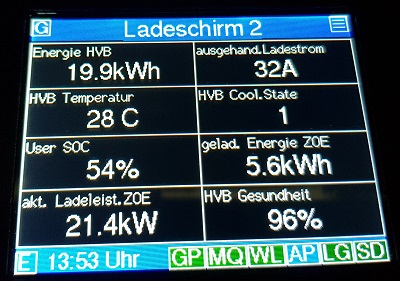 G Ladeschirm 2
Energie HVB ausgehand.Ladestrom
19.9kWh 32A
HVB Temperatur HVB Cool.State
28 C 1
User SOC gelad. Energie ZOE
54% 5.6kWh
akt. Ladeleist.ZOE HVB Gesundheit
21.4kW 96%
E 13:53 Uhr GP MQ WL AP LG SD